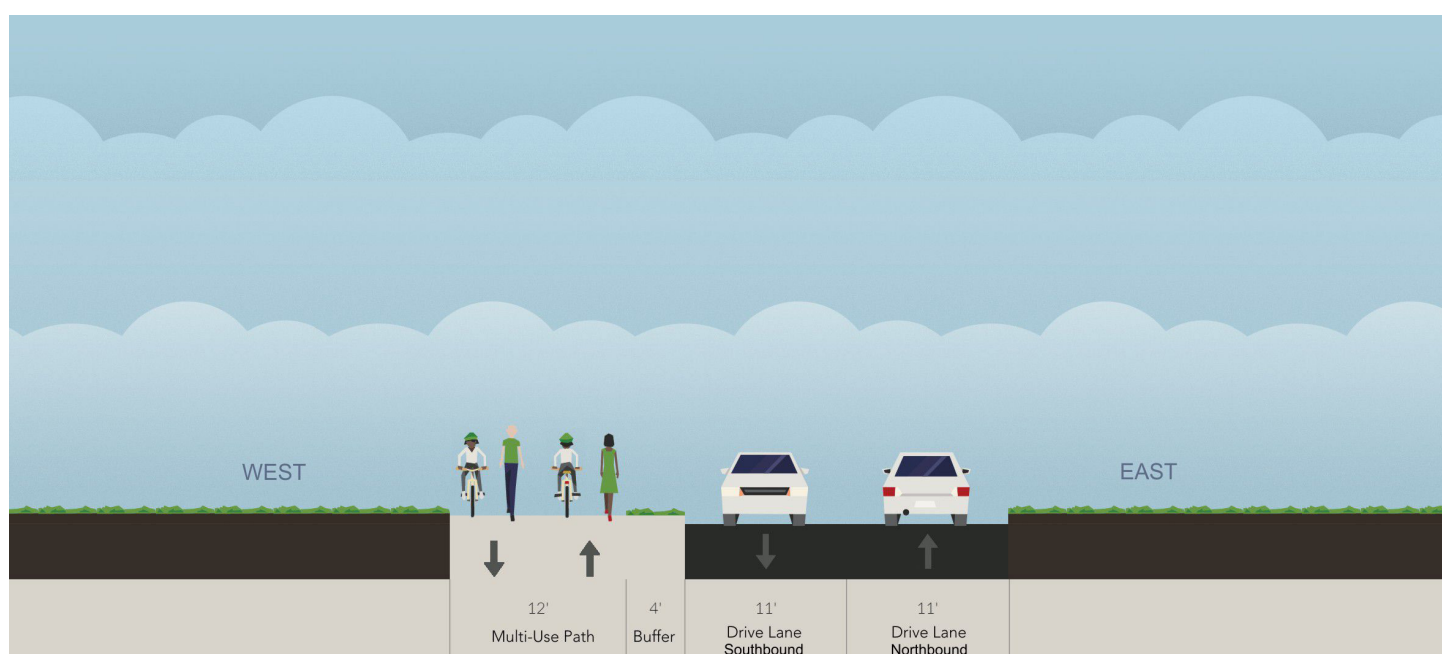 WEST
EAST
12'
Multi-Use Path
4'
Buffer
11'
Drive Lane
Southbound
11'
Drive Lane
Northbound